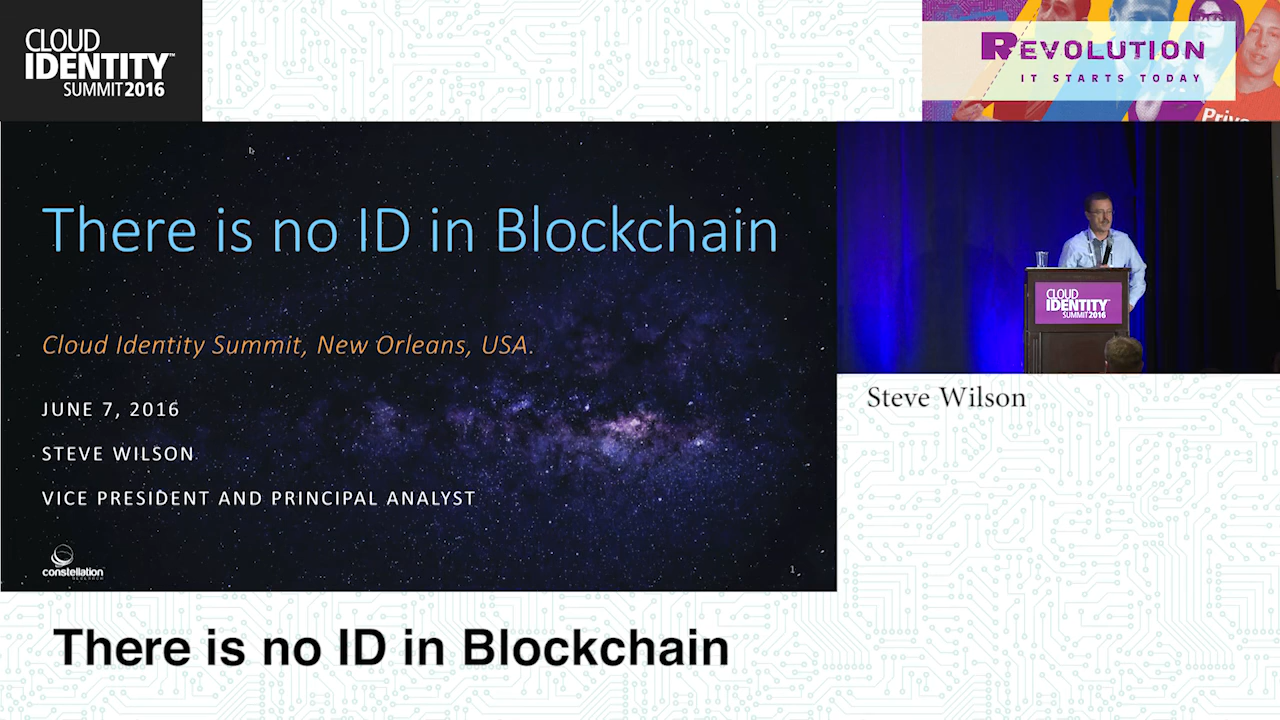 CLOUD
IDENTITY™
SUMMIT 2016
REVOLUTION
IT STARTS TODAY
There is no ID in Blockchain
Cloud Identity Summit, New Orleans, USA.
JUNE 7, 2016
STEVE WILSON
VICE PRESIDENT AND PRINCIPAL ANALYST
constellation
RESEARCH
1
CLOUD
IDENTITY
SUMMIT 2016
Steve Wilson
There is no ID in Blockchain